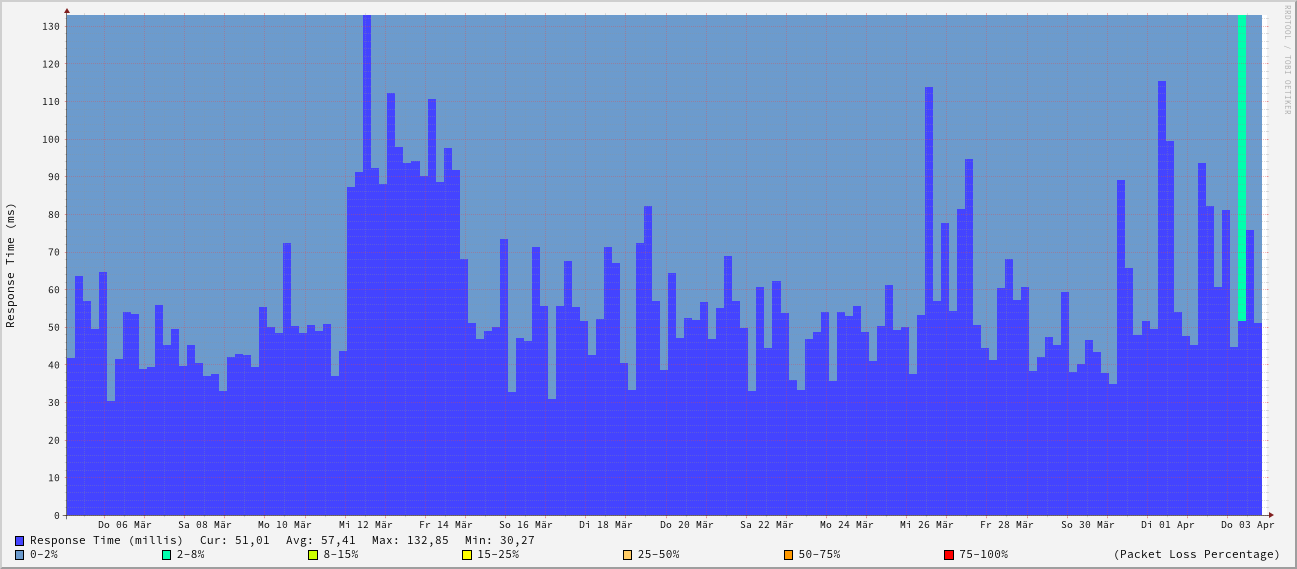 RRDTOOL / TOBI OETIKER
Response Time (ms)
130
120
110
100
90
80
70
60
50
40
30
20
10
0
Do 06 Mär Sa 08 Mär Mo 10 Mär Mi 12 Mär Fr 14 Mär So 16 Mär Di 18 Mär Do 20 Mär Sa 22 Mär Mo 24 Mär Mi 26 Mär Fr 28 Mär So 30 Mär Di 01 Apr Do 03 Apr
Response Time (millis) Cur: 51,01 Avg: 57,41 Max: 132,85 Min: 30,27
0-2% 2-8% 8-15% 15-25% 25-50% 50-75% 75-100% (Packet Loss Percentage)